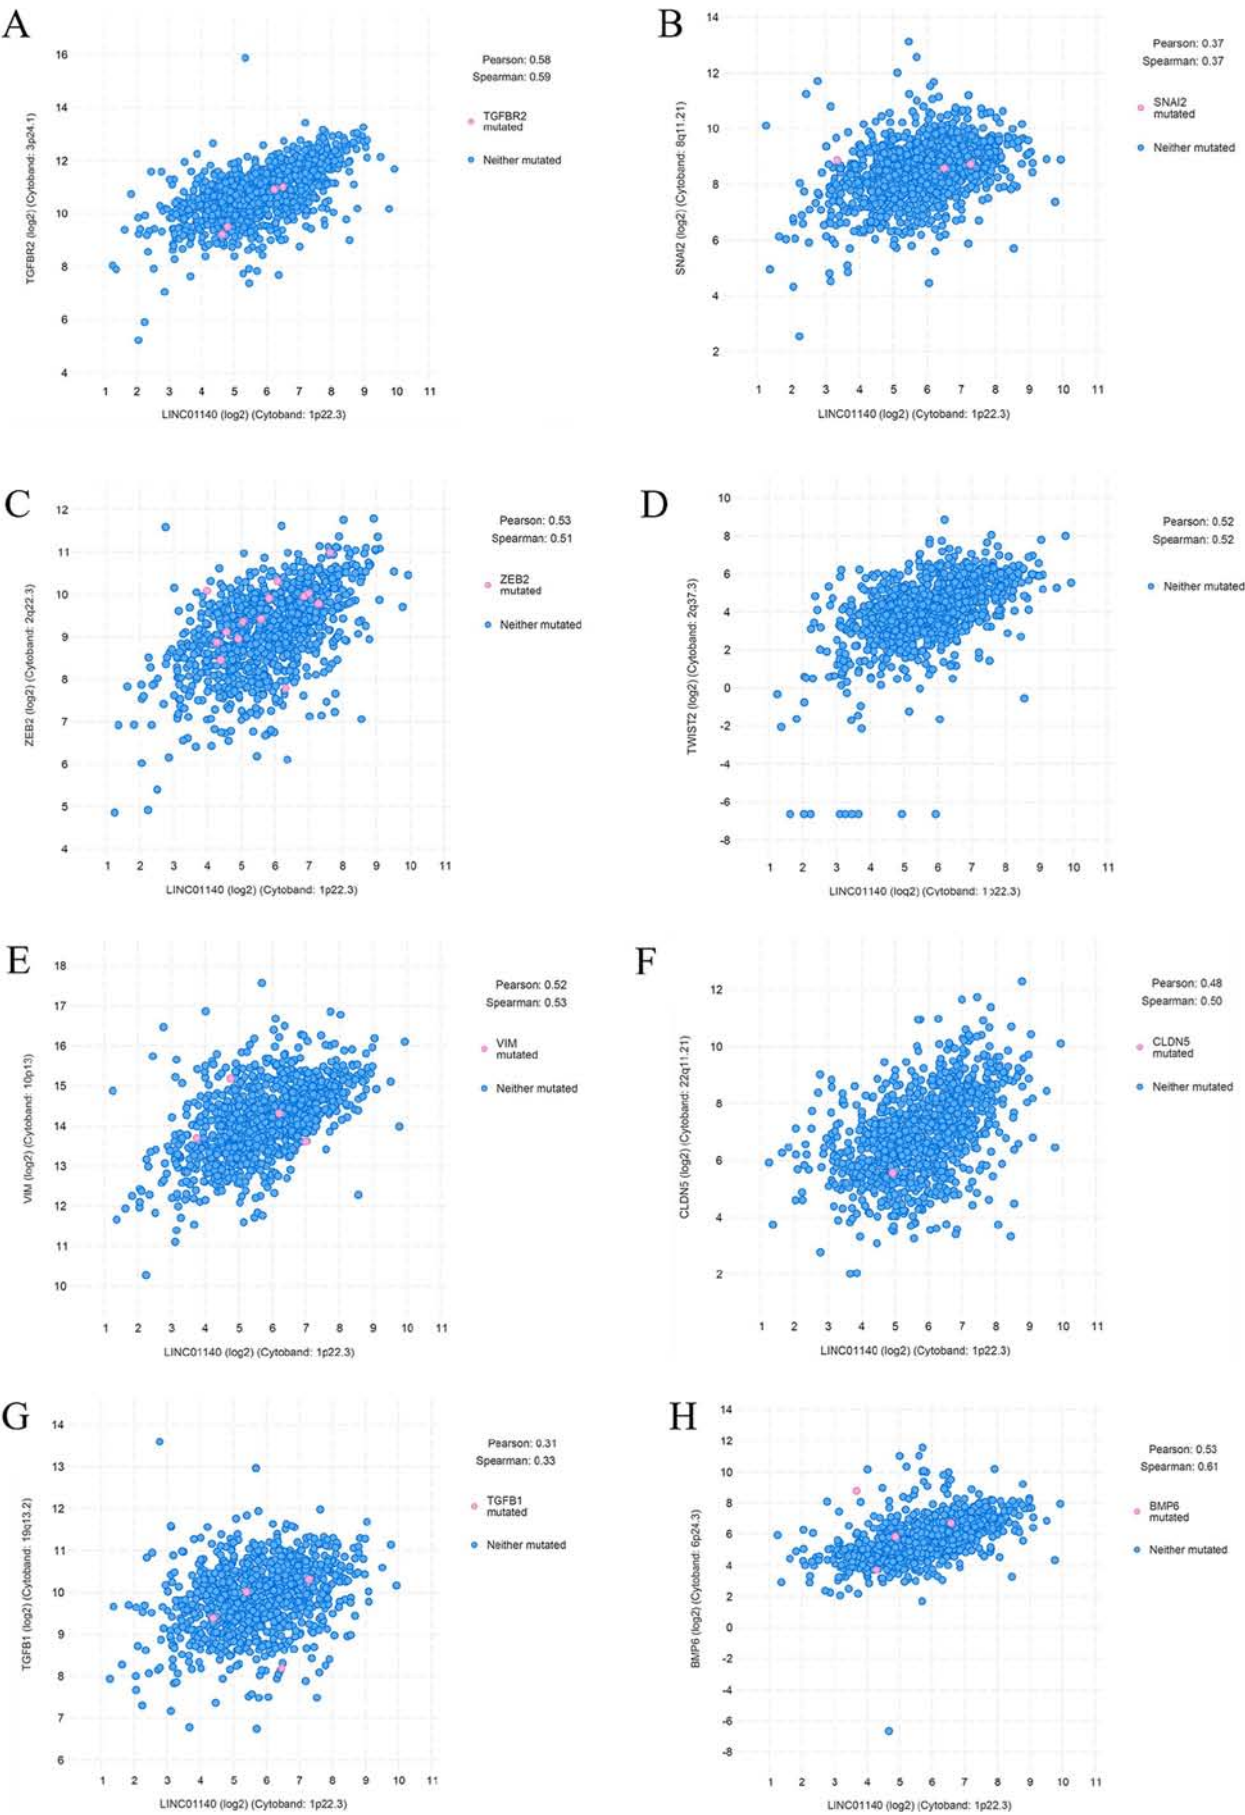 A
16
14
12
10
8
6
4
TGFBR2 (log2) (Cytoband: 3p24.1)
1 2 3 4 5 6 7 8 9 10 11
LINC01140 (log2) (Cytoband: 1p22.3)
Pearson: 0.58
Spearman: 0.59
TGFBR2
mutated
Neither mutated
B
14
12
10
8
6
4
2
SNAI2 (log2) (Cytoband: 8q11.21)
1 2 3 4 5 6 7 8 9 10 11
LINC01140 (log2) (Cytoband: 1p22.3)
Pearson: 0.37
Spearman: 0.37
SNAI2
mutated
Neither mutated
C
12
11
10
9
8
7
6
5
4
ZEB2 (log2) (Cytoband: 2q22.3)
1 2 3 4 5 6 7 8 9 10 11
LINC01140 (log2) (Cytoband: 1p22.3)
Pearson: 0.53
Spearman: 0.51
ZEB2
mutated
Neither mutated
D
10
8
6
4
2
0
-2
-4
-6
-8
TWIST2 (log2) (Cytoband: 2q37.3)
1 2 3 4 5 6 7 8 9 10 11
LINC01140 (log2) (Cytoband: 1p22.3)
Pearson: 0.52
Spearman: 0.52
Neither mutated
E
18
17
16
15
14
13
12
11
10
VIM (log2) (Cytoband: 10p13)
1 2 3 4 5 6 7 8 9 10 11
LINC01140 (log2) (Cytoband: 1p22.3)
Pearson: 0.52
Spearman: 0.53
VIM
mutated
Neither mutated
F
12
10
8
6
4
2
CLDN5 (log2) (Cytoband: 22q11.21)
1 2 3 4 5 6 7 8 9 10 11
LINC01140 (log2) (Cytoband: 1p22.3)
Pearson: 0.48
Spearman: 0.50
CLDN5
mutated
Neither mutated
G
14
13
12
11
10
9
8
7
6
TGFB1 (log2) (Cytoband: 19q13.2)
1 2 3 4 5 6 7 8 9 10 11
LINC01140 (log2) (Cytoband: 1p22.3)
Pearson: 0.31
Spearman: 0.33
TGFB1
mutated
Neither mutated
H
14
12
10
8
6
4
2
0
-2
-4
-6
-8
BMP6 (log2) (Cytoband: 6p24.3)
1 2 3 4 5 6 7 8 9 10 11
LINC01140 (log2) (Cytoband: 1p22.3)
Pearson: 0.53
Spearman: 0.61
BMP6
mutated
Neither mutated